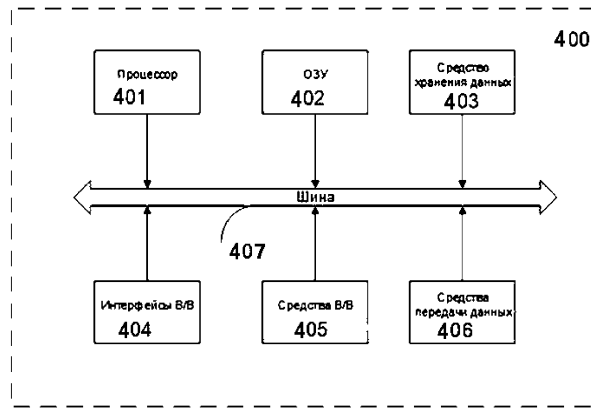 400
Процессор
401
ОЗУ
402
Средство
хранения данных
403
Шина
407
Интерфейсы В/В
404
Средства В/В
405
Средства
передачи данных
406